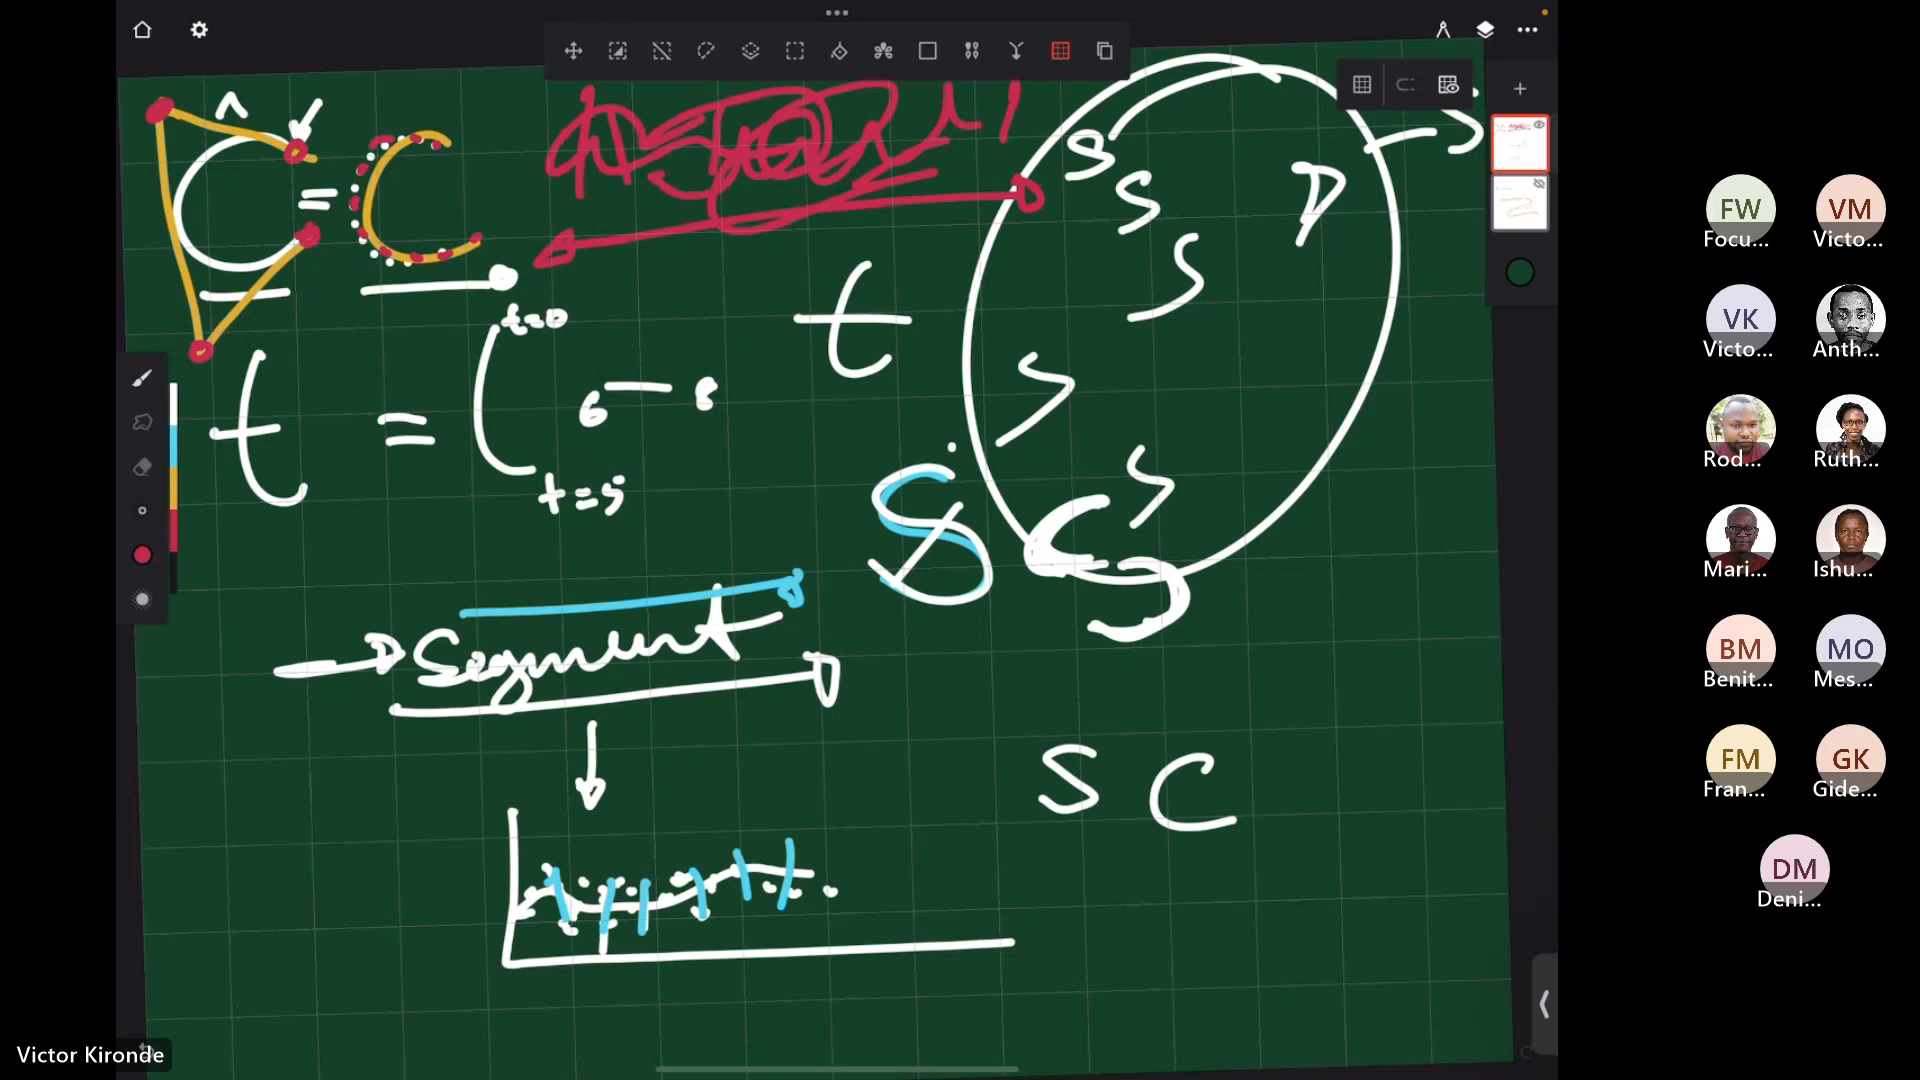 C = C
t=0
t = ( 6 – 8
t=5
t
S
S
S
S
S
S
Segment
S C
Victor Kironde
FW
Focu...
VM
Victo...
VK
Victo...
Anth...
Rod...
Ruth...
Mari...
Ishu...
BM
Benit...
MO
Mes...
FM
Fran...
GK
Gide...
DM
Deni...